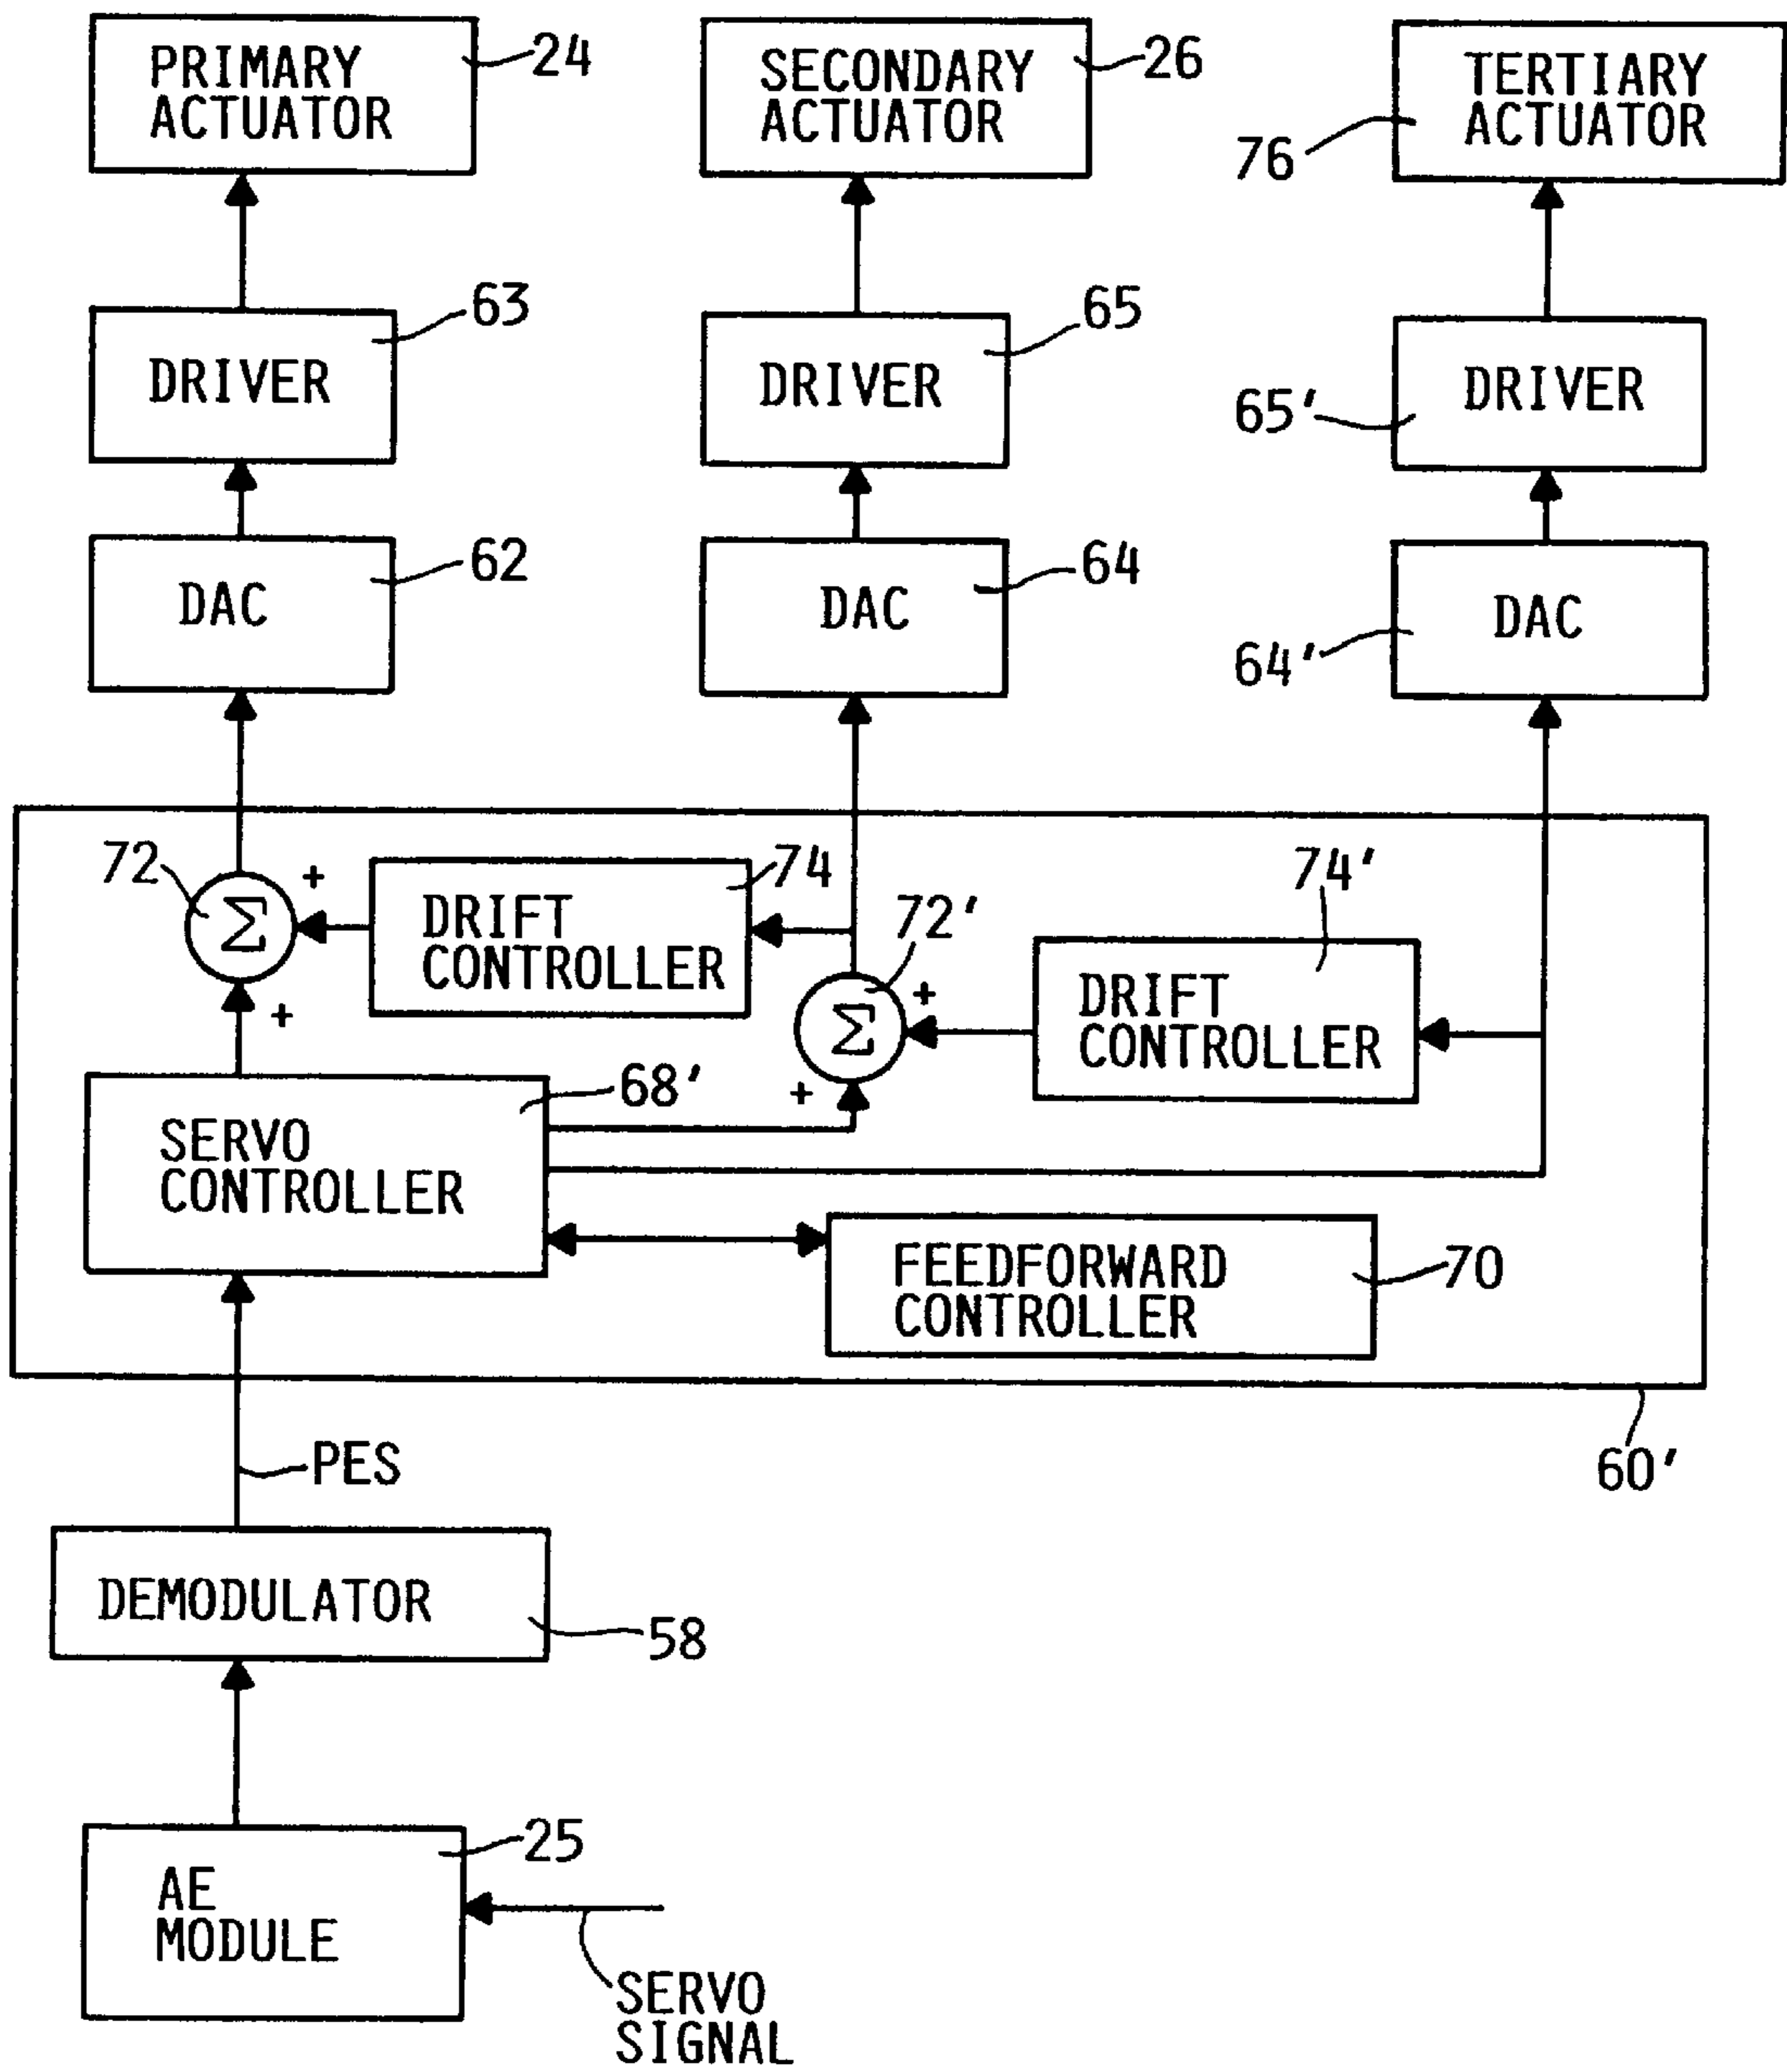 PRIMARY
ACTUATOR
24
SECONDARY
ACTUATOR
26
TERTIARY
ACTUATOR
76
DRIVER
63
DRIVER
65
DRIVER
65'
DAC
62
DAC
64
DAC
64'
72
Σ
+
+
DRIFT
CONTROLLER
74
72'
Σ
+
+
DRIFT
CONTROLLER
74'
SERVO
CONTROLLER
68'
FEEDFORWARD
CONTROLLER
70
60'
PES
DEMODULATOR
58
AE
MODULE
25
SERVO
SIGNAL